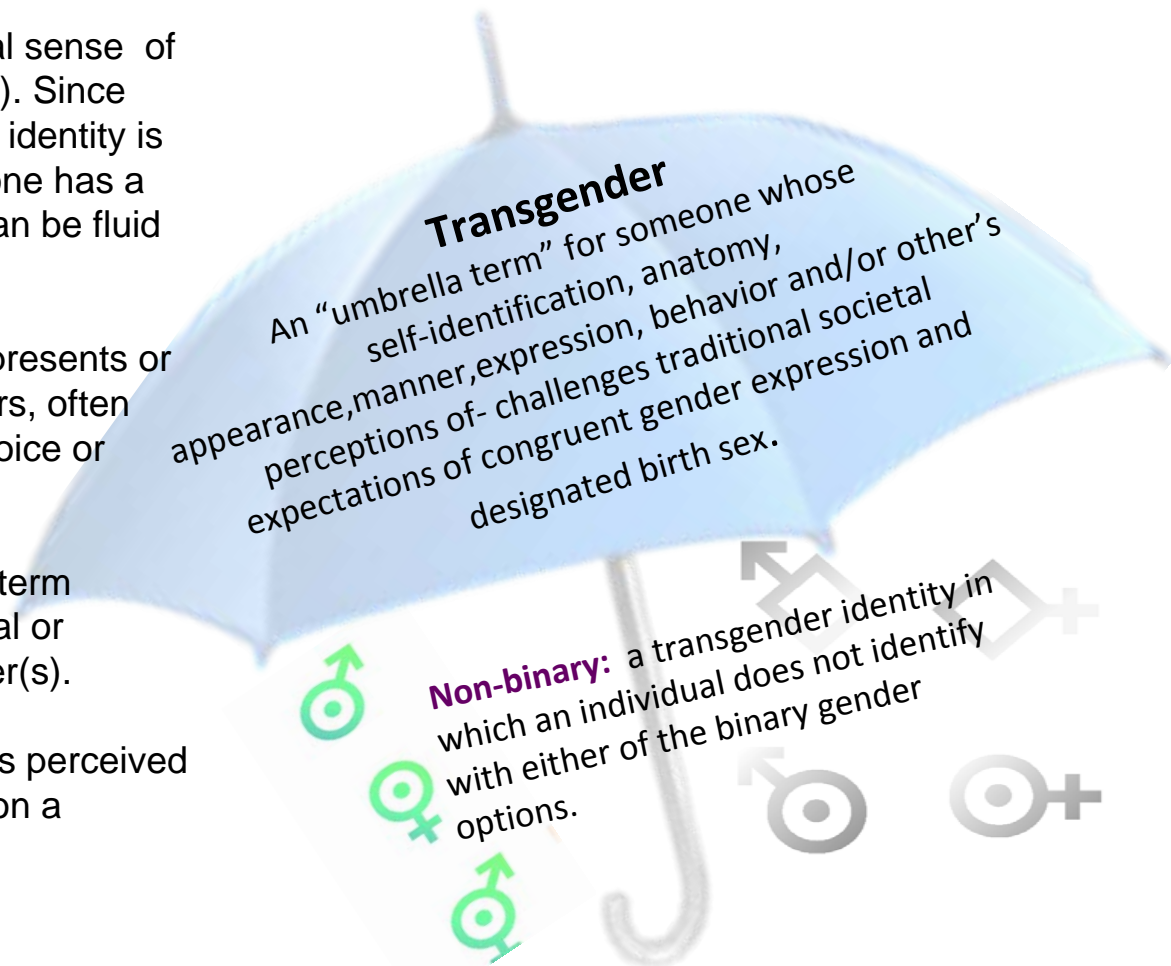 al sense of
). Since
identity is
one has a
an be fluid
presents or
rs, often
oice or
term
al or
er(s).
s perceived
on a
Transgender
An “umbrella term” for someone whose
self-identification, anatomy,
appearance,manner,expression, behavior and/or other’s
perceptions of- challenges traditional societal
expectations of congruent gender expression and
designated birth sex.
Non-binary: a transgender identity in
which an individual does not identify
with either of the binary gender
options.